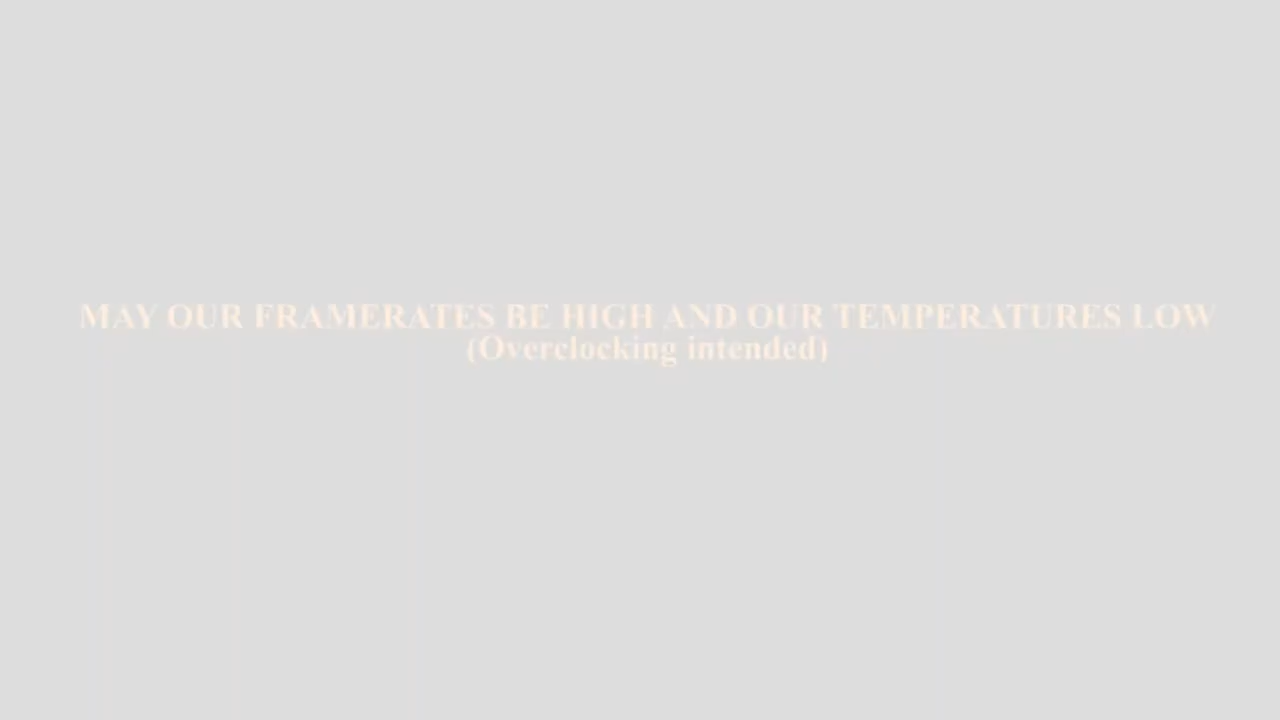 MAY OUR FRAMERATES BE HIGH AND OUR TEMPERATURES LOW
(Overclocking intended)